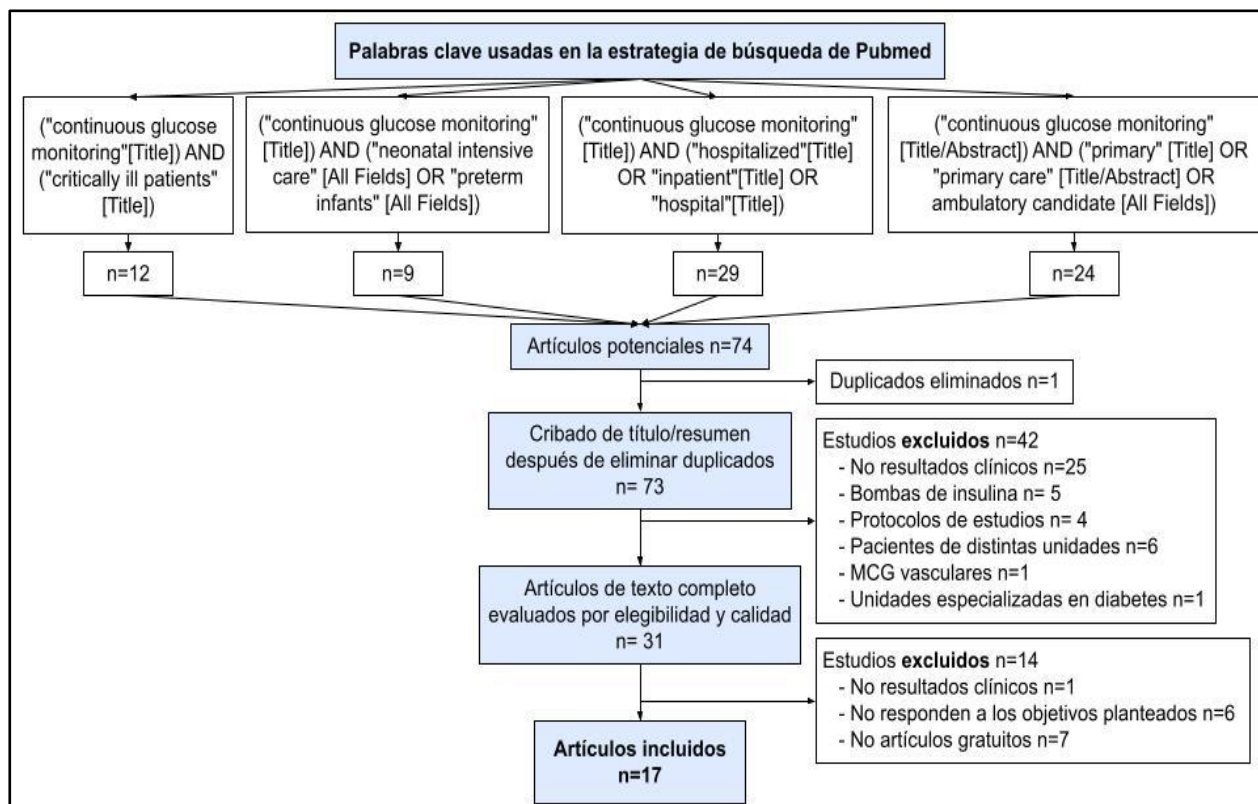 Palabras clave usadas en la estrategia de búsqueda de Pubmed
("continuous glucose
monitoring"[Title]) AND
("critically ill patients"
[Title])
("continuous glucose monitoring"
[Title]) AND ("neonatal intensive
care" [All Fields] OR "preterm
infants" [All Fields])
("continuous glucose monitoring"
[Title]) AND ("hospitalized"[Title]
OR "inpatient"[Title] OR
"hospital"[Title])
("continuous glucose monitoring"
[Title/Abstract]) AND ("primary" [Title] OR
"primary care" [Title/Abstract] OR
ambulatory candidate [All Fields])
n=12
n=9
n=29
n=24
Artículos potenciales n=74
Duplicados eliminados n=1
Cribado de título/resumen
después de eliminar duplicados
n= 73
Estudios excluidos n=42
- No resultados clínicos n=25
- Bombas de insulina n= 5
- Protocolos de estudios n= 4
- Pacientes de distintas unidades n=6
- MCG vasculares n=1
- Unidades especializadas en diabetes n=1
Artículos de texto completo
evaluados por elegibilidad y calidad
n= 31
Estudios excluidos n=14
- No resultados clínicos n=1
- No responden a los objetivos planteados n=6
- No artículos gratuitos n=7
Artículos incluidos
n=17